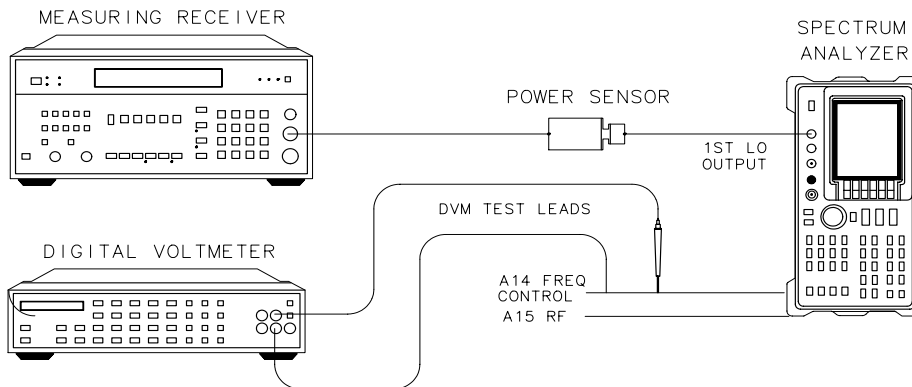 MEASURING RECEIVER
SPECTRUM
ANALYZER
POWER SENSOR
1ST LO
OUTPUT
DVM TEST LEADS
DIGITAL VOLTMETER
A14 FREQ
CONTROL
A15 RF